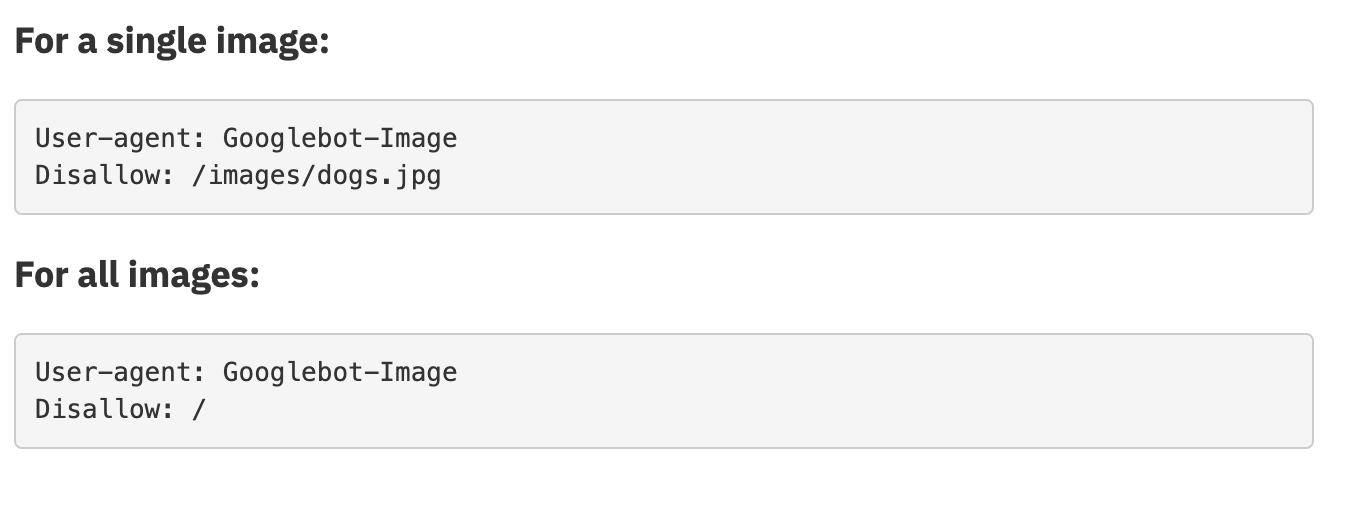 For a single image:
User-agent: Googlebot-Image
Disallow: /images/dogs.jpg
For all images:
User-agent: Googlebot-Image
Disallow: /